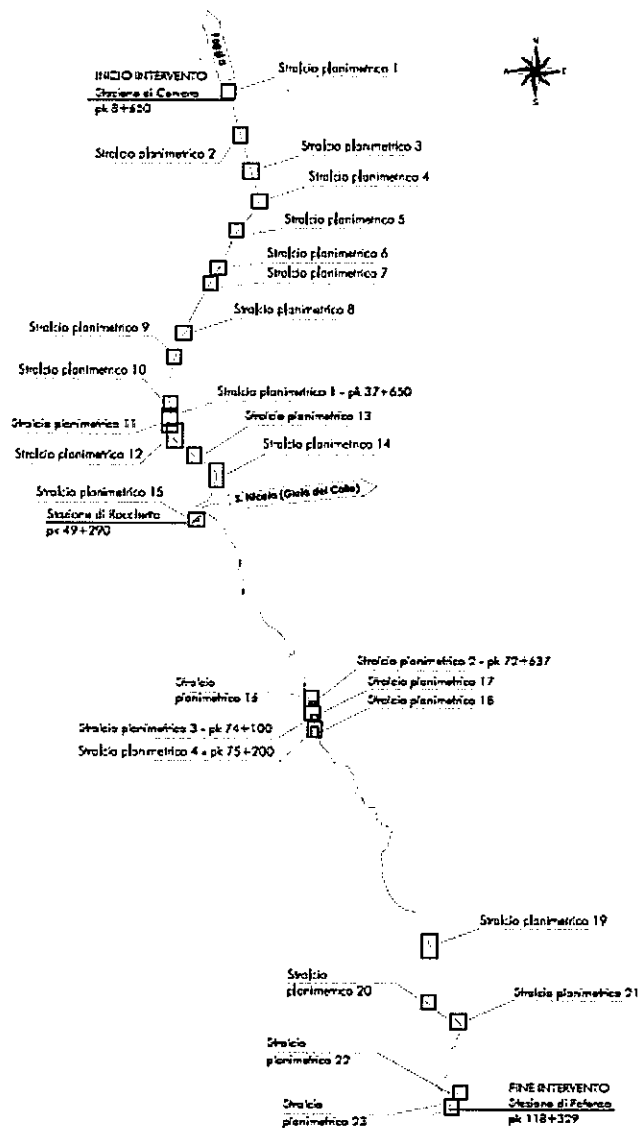 Foggia
INIZIO INTERVENTO
Stazione di Cervaro
pk 8+650
Stralcio planimetrico 1
N
E
S
Stralcio planimetrico 2
Stralcio planimetrico 3
Stralcio planimetrico 4
Stralcio planimetrico 5
Stralcio planimetrico 6
Stralcio planimetrico 7
Stralcio planimetrico 8
Stralcio planimetrico 9
Stralcio planimetrico 10
Stralcio planimetrico 1 - pk 37+650
Stralcio planimetrico 11
Stralcio planimetrico 13
Stralcio planimetrico 12
Stralcio planimetrico 14
Stralcio planimetrico 15
S. Nicola (Gioia del Colle)
Stazione di Rocchetta
pk 49+290
Stralcio planimetrico 2 - pk 72+637
Stralcio
planimetrico 16
Stralcio planimetrico 17
Stralcio planimetrico 18
Stralcio planimetrico 3 - pk 74+100
Stralcio planimetrico 4 - pk 75+200
Stralcio planimetrico 19
Stralcio
planimetrico 20
Stralcio planimetrico 21
Stralcio
planimetrico 22
Stralcio
planimetrico 23
FINE INTERVENTO
Stazione di Potenza
pk 118+329